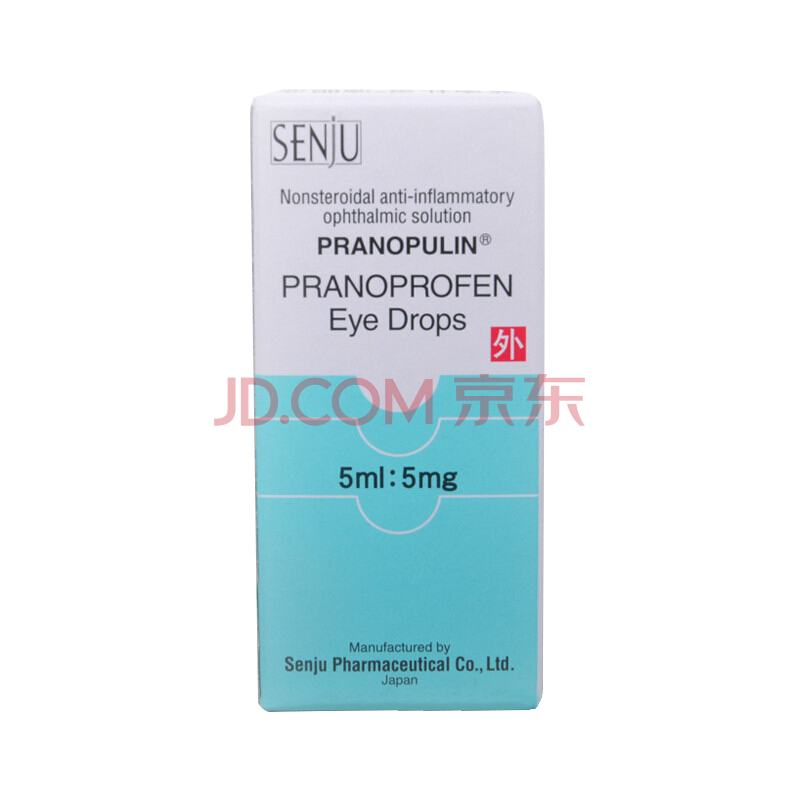 SENJU
Nonsteroidal anti-inflammatory
ophthalmic solution
PRANOPULIN®
PRANOPROFEN
Eye Drops
外
JD.COM 京东
5ml:5mg
Manufactured by
Senju Pharmaceutical Co., Ltd.
Japan